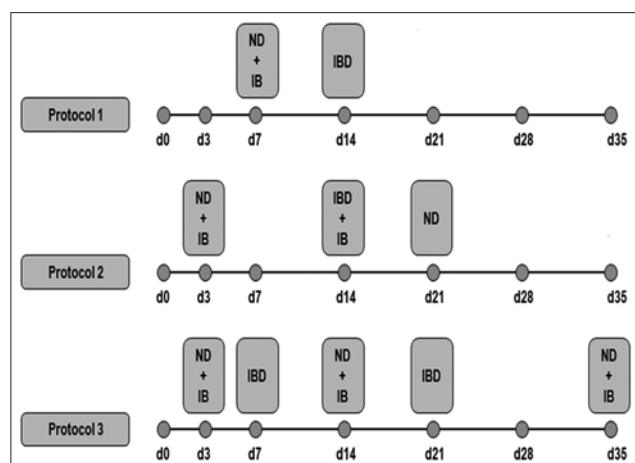 ND
+
IB
IBD
Protocol 1
d0 d3 d7 d14 d21 d28 d35
ND
+
IB
IBD
+
IB
ND
Protocol 2
d0 d3 d7 d14 d21 d28 d35
ND
+
IB
IBD
ND
+
IB
IBD
ND
+
IB
Protocol 3
d0 d3 d7 d14 d21 d28 d35